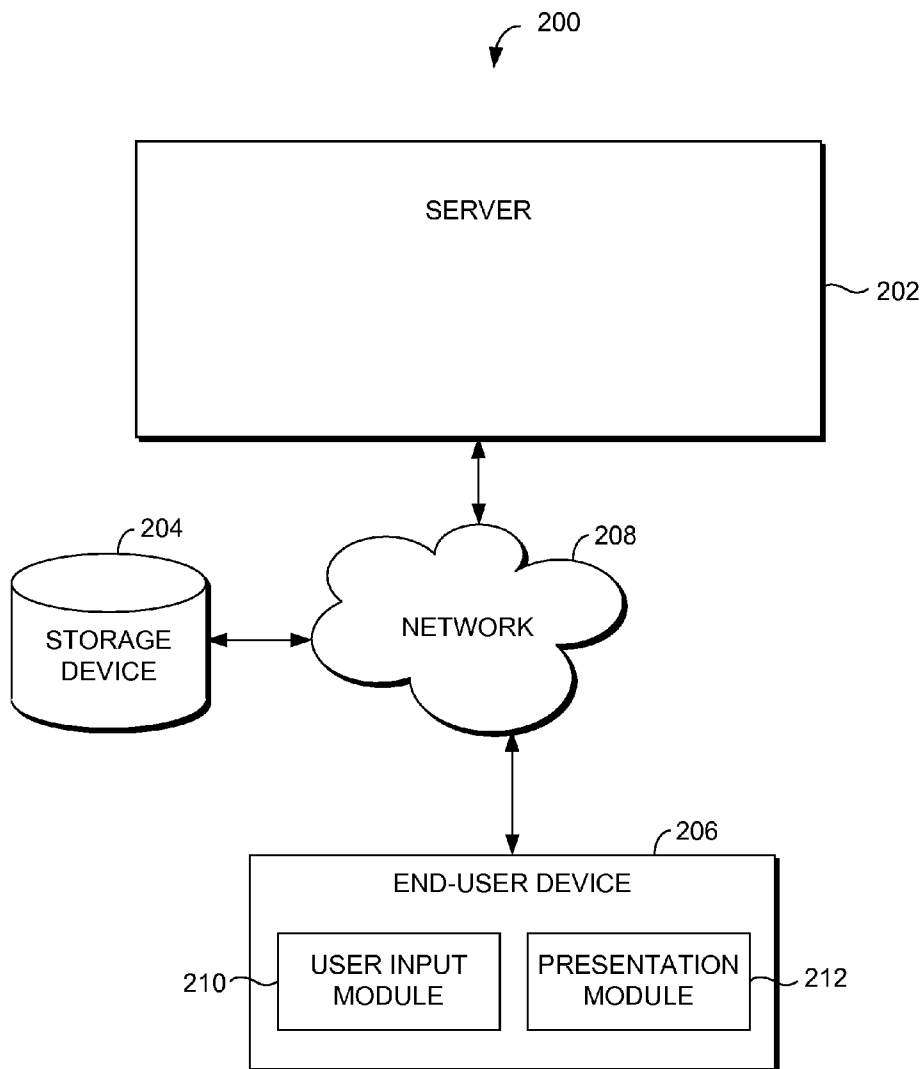 200
SERVER
202
204
208
STORAGE
DEVICE
NETWORK
206
END-USER DEVICE
210
USER INPUT
MODULE
PRESENTATION
MODULE
212